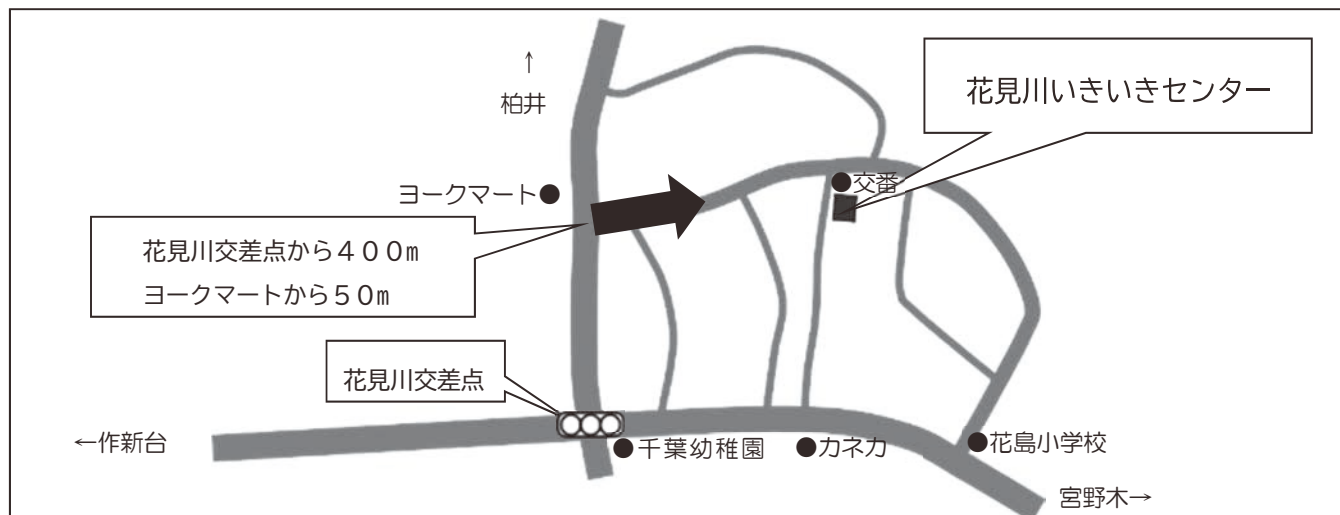 ↑
柏井
花見川いきいきセンター
ヨークマート●
●交番
花見川交差点から400m
ヨークマートから50m
花見川交差点
←作新台
●千葉幼稚園
●カネカ
●花島小学校
宮野木→